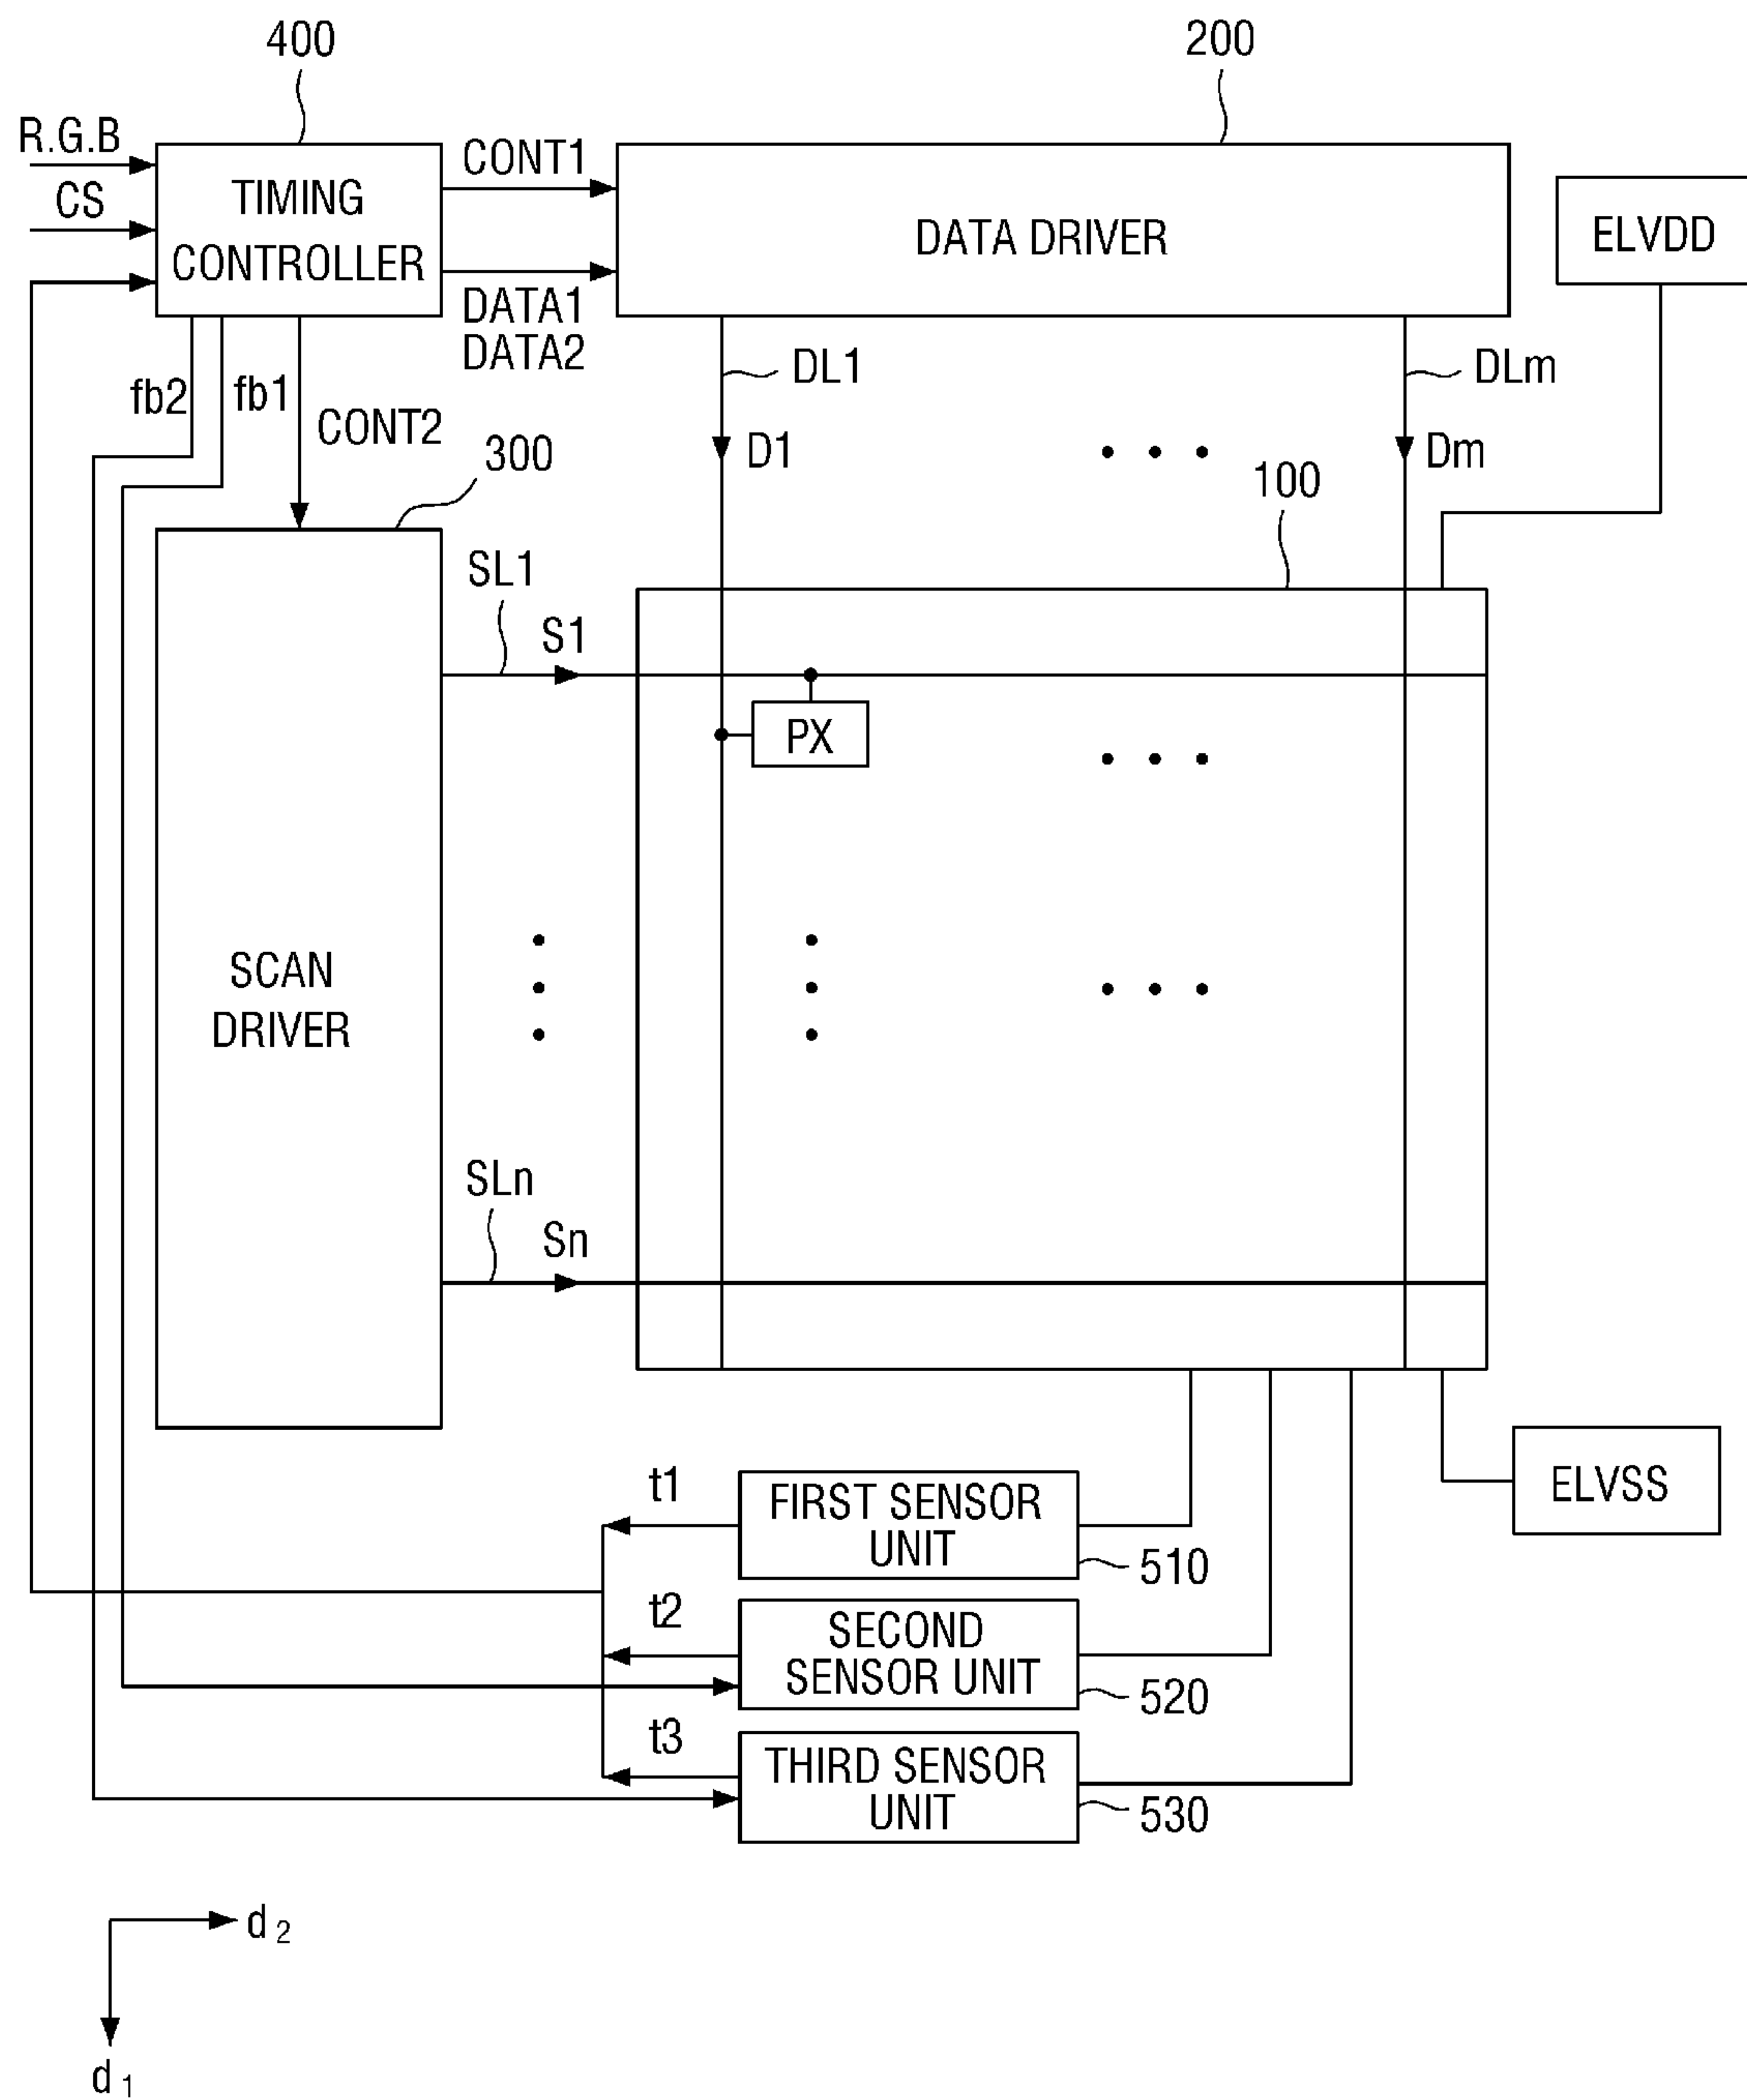 400
200
R.G.B
CS
TIMING
CONTROLLER
CONT1
DATA1
DATA2
DATA DRIVER
ELVDD
fb2
fb1
CONT2
DL1
DLm
D1
Dm
300
100
SL1
S1
PX
SCAN
DRIVER
SLn
Sn
t1
FIRST SENSOR
UNIT
510
ELVSS
t2
SECOND
SENSOR UNIT
520
t3
THIRD SENSOR
UNIT
530
d2
d1